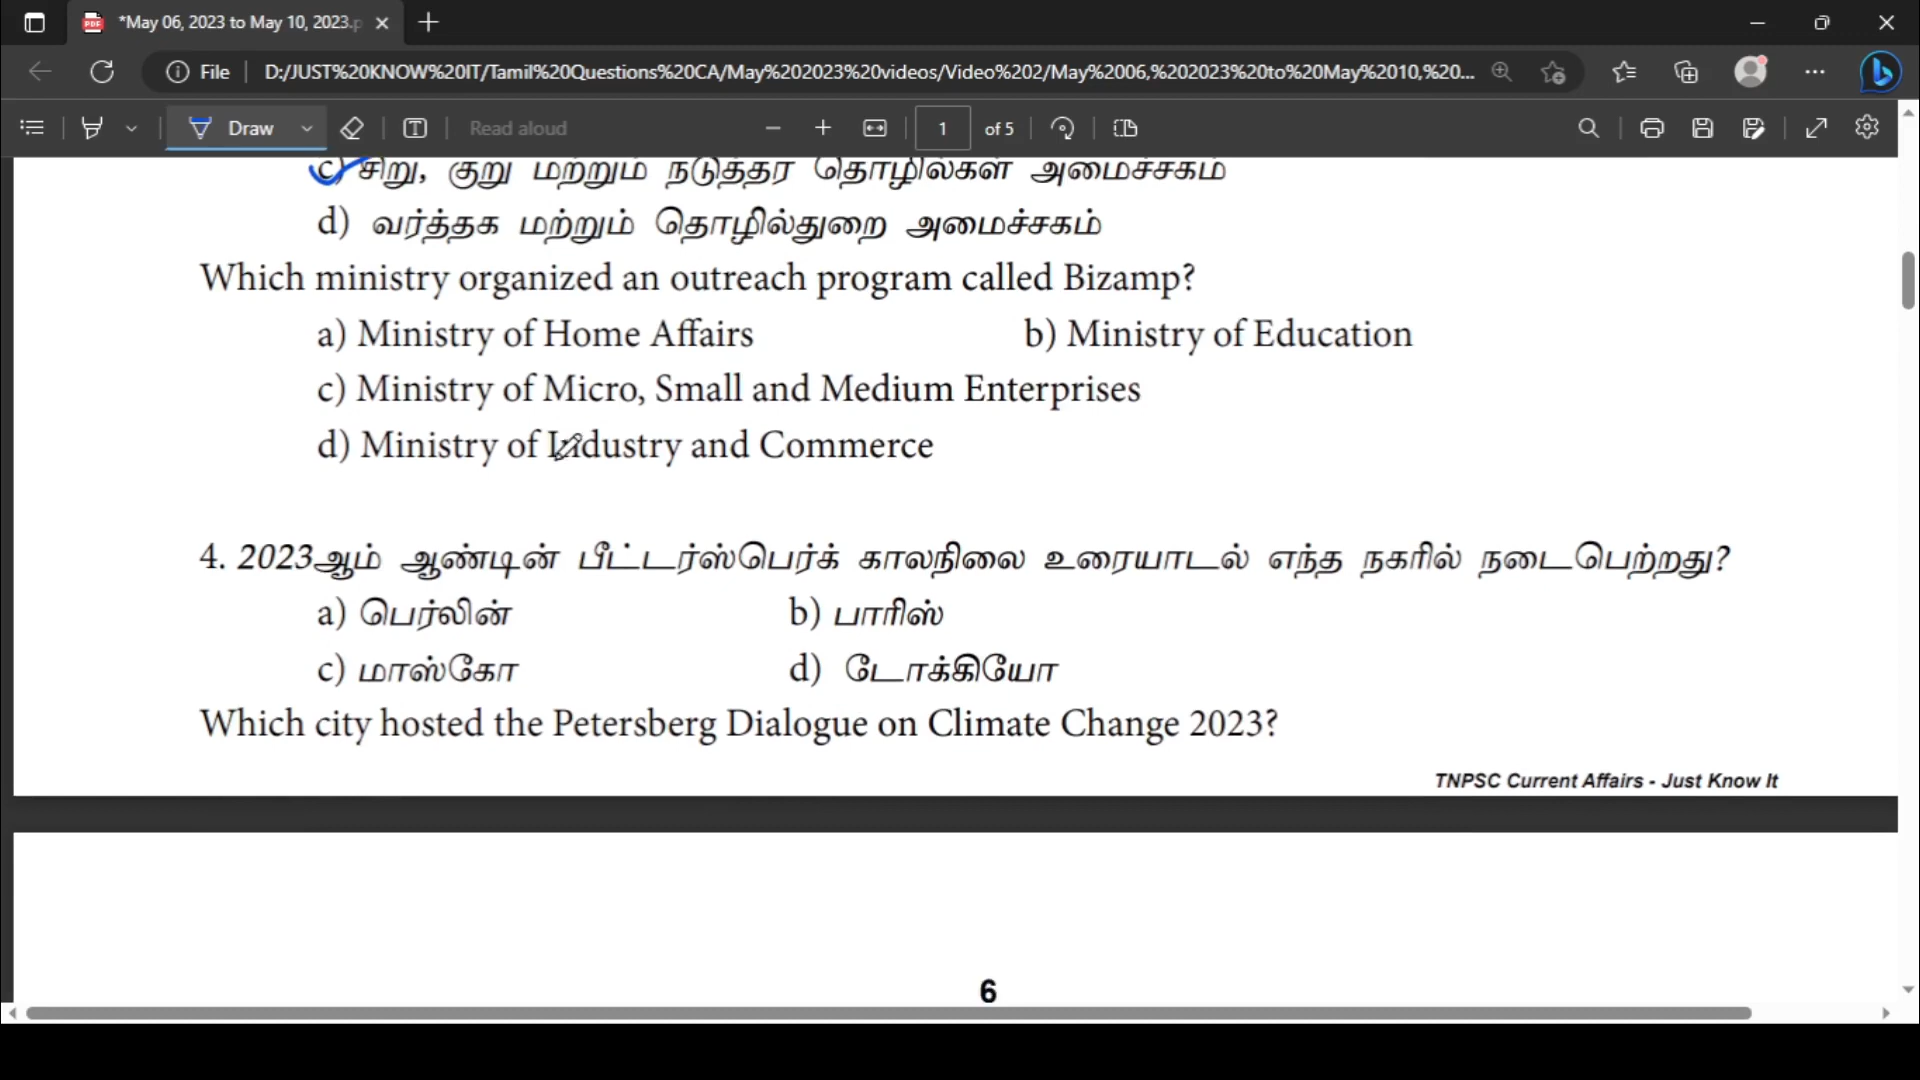 *May 06, 2023 to May 10, 2023.p
File
D:/JUST%20KNOW%20IT/Tamil%20Questions%20CA/May%202023%20videos/Video%202/May%2006,%202023%20to%20May%2010,%20...
Draw
Read aloud
1 of 5
c) சிறு, குறு மற்றும் நடுத்தர தொழில்கள் அமைச்சகம்
d) வர்த்தக மற்றும் தொழில்துறை அமைச்சகம்
Which ministry organized an outreach program called Bizamp?
a) Ministry of Home Affairs b) Ministry of Education
c) Ministry of Micro, Small and Medium Enterprises
d) Ministry of Industry and Commerce
4. 2023ஆம் ஆண்டின் பீட்டர்ஸ்பெர்க் காலநிலை உரையாடல் எந்த நகரில் நடைபெற்றது?
a) பெர்லின் b) பாரிஸ்
c) மாஸ்கோ d) டோக்கியோ
Which city hosted the Petersberg Dialogue on Climate Change 2023?
TNPSC Current Affairs - Just Know It
6